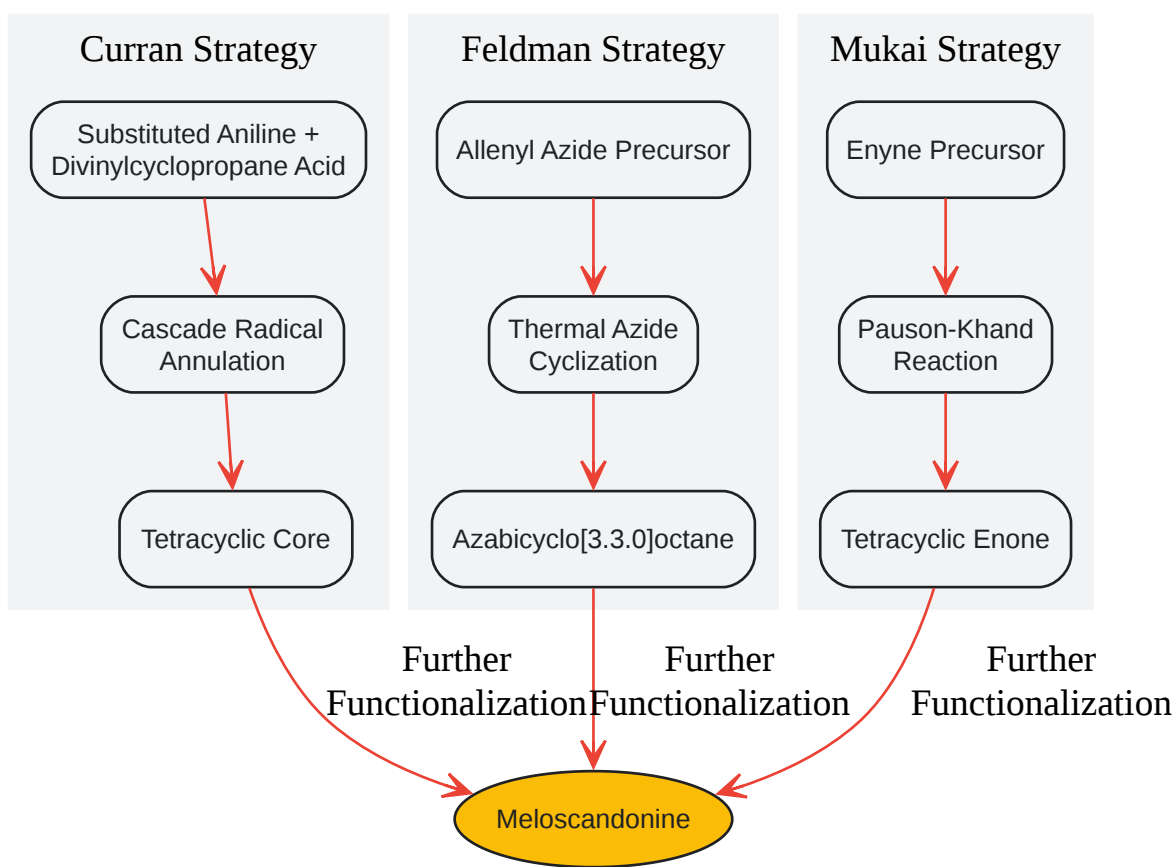 Curran Strategy
Substituted Aniline +
Divinylcyclopropane Acid
Cascade Radical
Annulation
Tetracyclic Core
Feldman Strategy
Allenyl Azide Precursor
Thermal Azide
Cyclization
Azabicyclo[3.3.0]octane
Mukai Strategy
Enyne Precursor
Pauson-Khand
Reaction
Tetracyclic Enone
Further
Functionalization
Further
Functionalization
Further
Functionalization
Meloscandonine